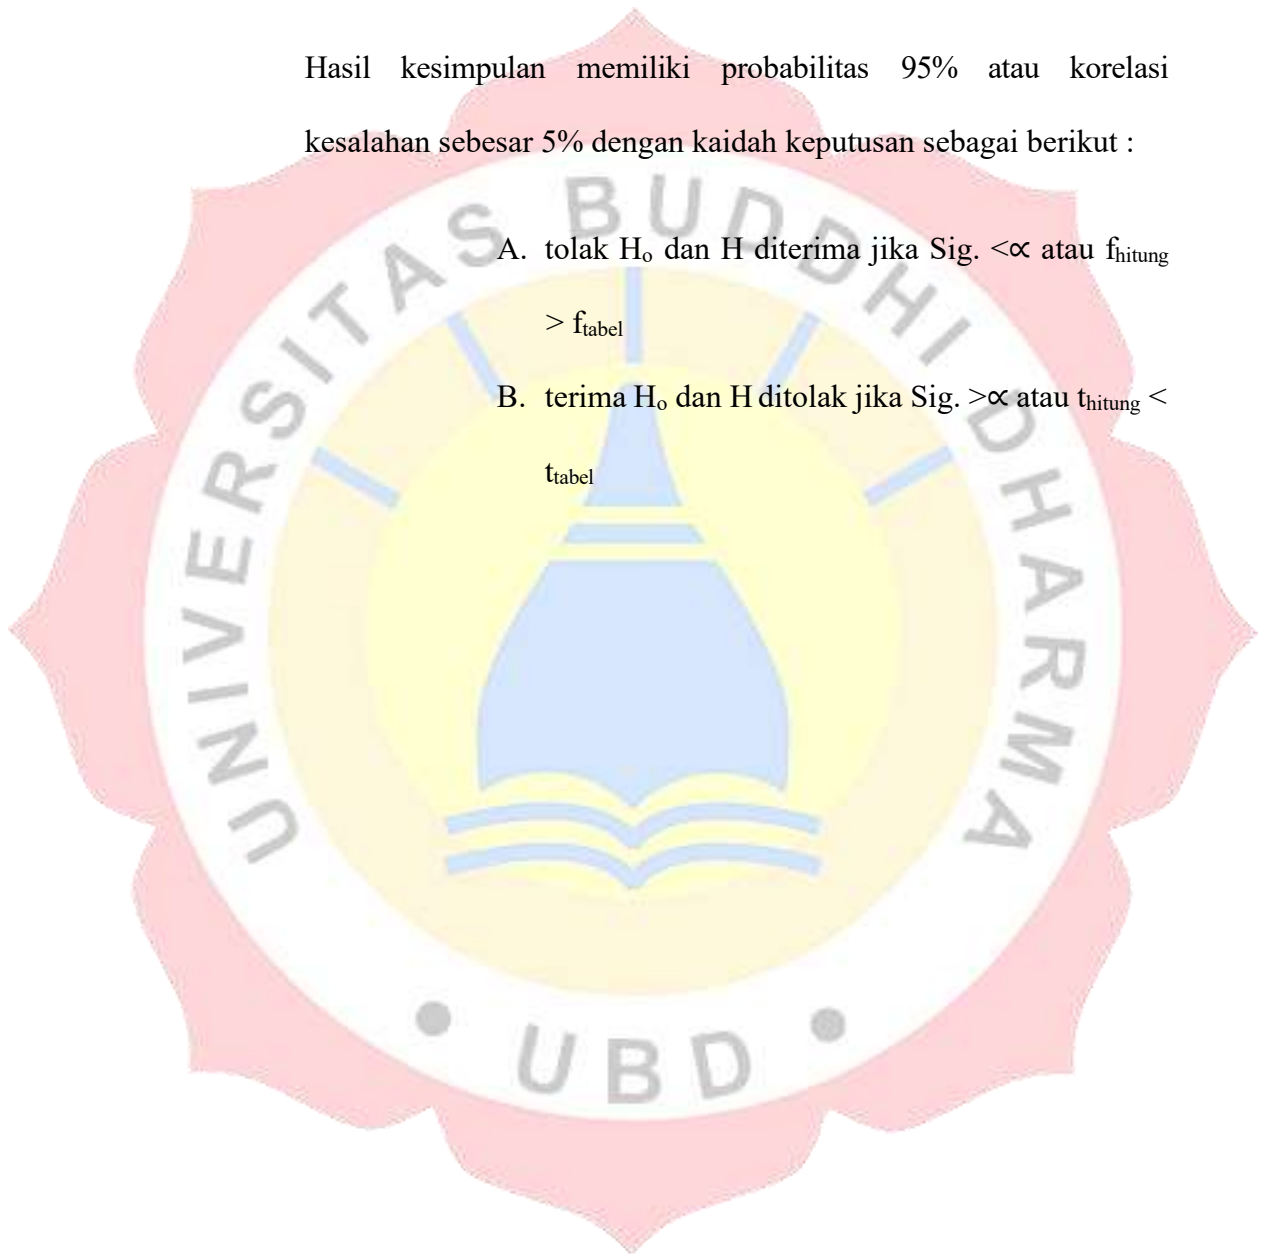 Hasil kesimpulan memiliki probabilitas 95% atau korelasi
kesalahan sebesar 5% dengan kaidah keputusan sebagai berikut :
A. tolak Hₒ dan H diterima jika Sig. <∝ atau fhitung
> ftabel
B. terima Hₒ dan H ditolak jika Sig. >∝ atau thitung <
ttabel
UNIVERSITAS BUDDHI DHARMA
• UBD •